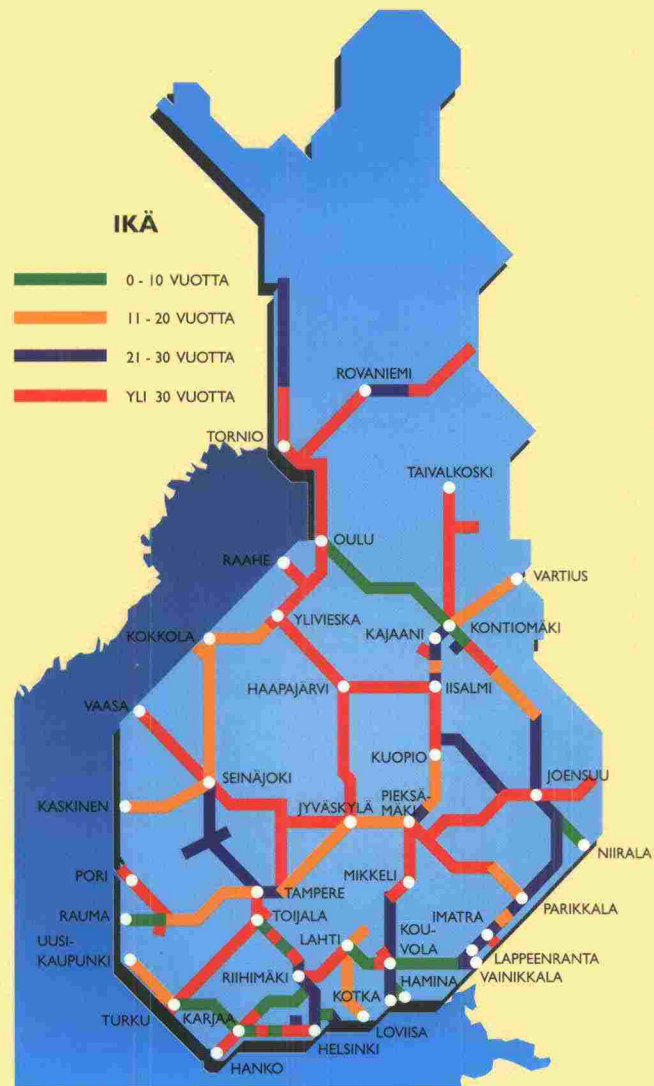 IKÄ
0 - 10 VUOTTA
11 - 20 VUOTTA
21 - 30 VUOTTA
YLI 30 VUOTTA
ROVANIEMI
TORNIO
TAIVALKOSKI
OULU
RAAHE
VARTIUS
YLIVIESKA
KONTIOMÄKI
KOKKOLA
KAJAANI
HAAPAJÄRVI
IISALMI
VAASA
KUOPIO
SEINÄJOKI
JOENSUU
KASKINEN
JYVÄSKYLÄ
PIEKSÄ-
MÄKI
NIIRALA
PORI
MIKKELI
TAMPERE
PARIKKALA
RAUMA
TOIJALA
IMATRA
UUSI-
KAUPUNKI
LAHTI
KOU-
VOLA
LAPPEENRANTA
VAINIKKALA
RIIHIMÄKI
HAMINA
KOTKA
TURKU
KARJAA
LOVIISA
HELSINKI
HANKO